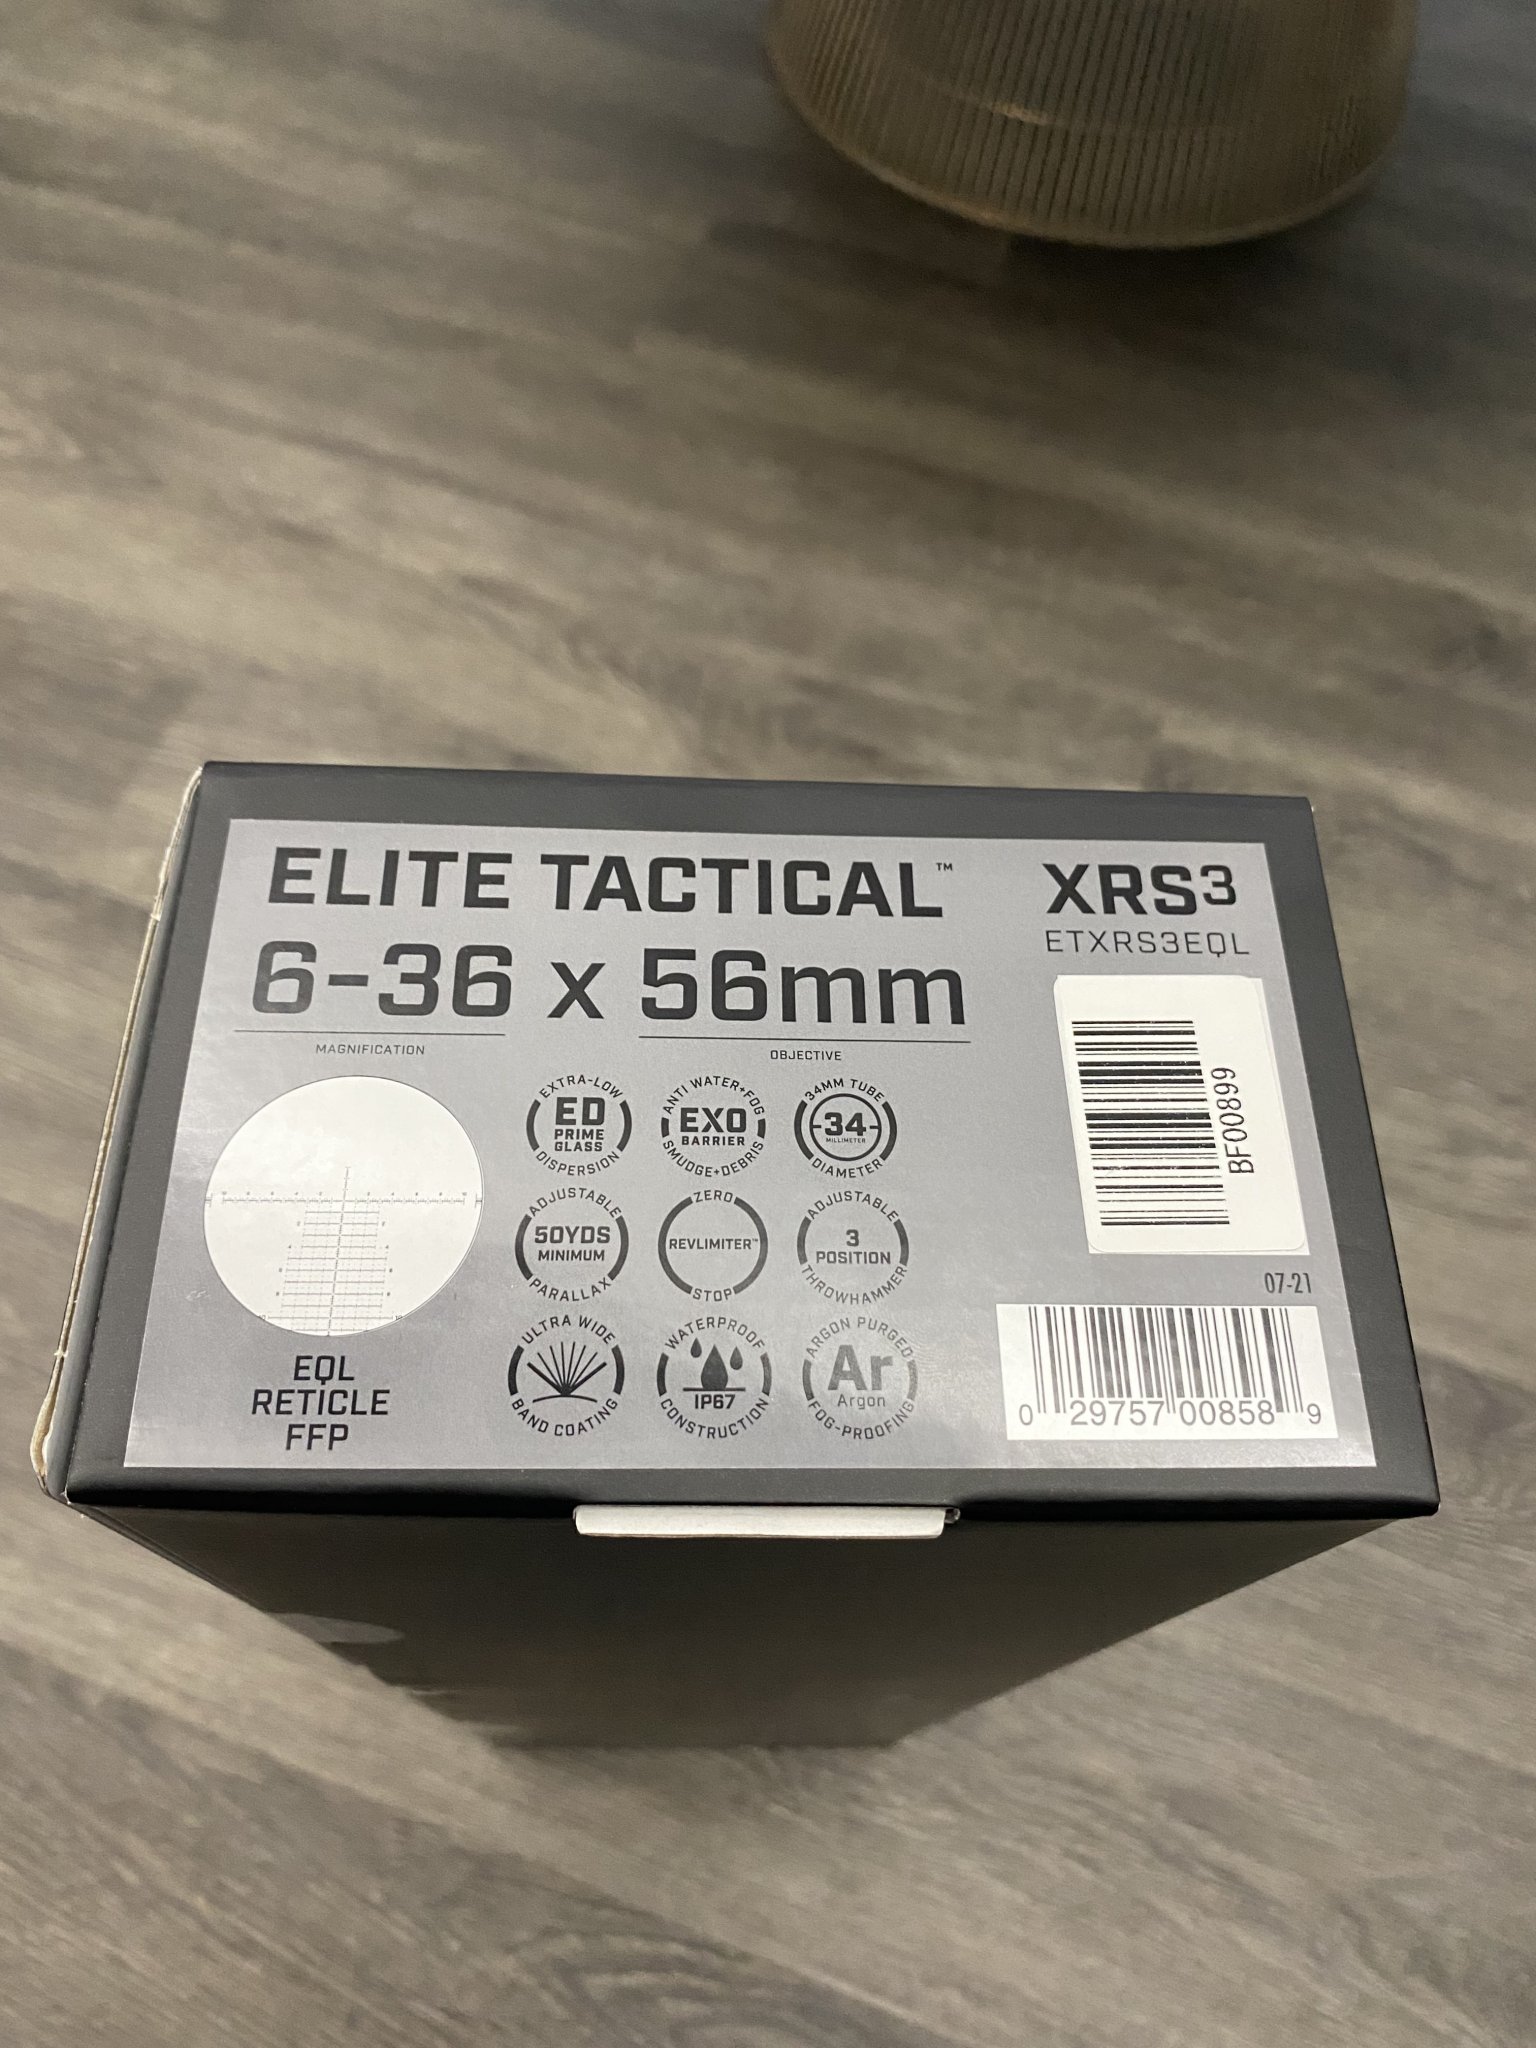 ELITE TACTICAL™
XRS3
ETXRS3EQL
6-36 x 56mm
MAGNIFICATION
OBJECTIVE
EXTRA-LOW
ED
PRIME
GLASS
DISPERSION
ANTI WATER+FOG
EXO
BARRIER
SMUDGE+DEBRIS
34MM TUBE
-34-
MILLIMETER
DIAMETER
BF00899
ADJUSTABLE
50YDS
MINIMUM
PARALLAX
ZERO
REVLIMITER™
STOP
ADJUSTABLE
3
POSITION
THROWHAMMER
07-21
ULTRA WIDE
BAND COATING
WATERPROOF
IP67
CONSTRUCTION
ARGON PURGED
Ar
Argon
FOG-PROOFING
EQL
RETICLE
FFP
0 29757 00858 9